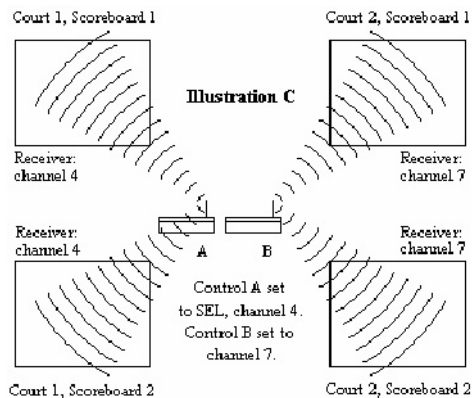 Court 1, Scoreboard 1
Court 2, Scoreboard 1
Illustration C
Receiver:
channel 4
Receiver:
channel 7
Receiver:
channel 4
Receiver:
channel 7
A
B
Control A set
to SEL, channel 4.
Control B set to
channel 7.
Court 1, Scoreboard 2
Court 2, Scoreboard 2